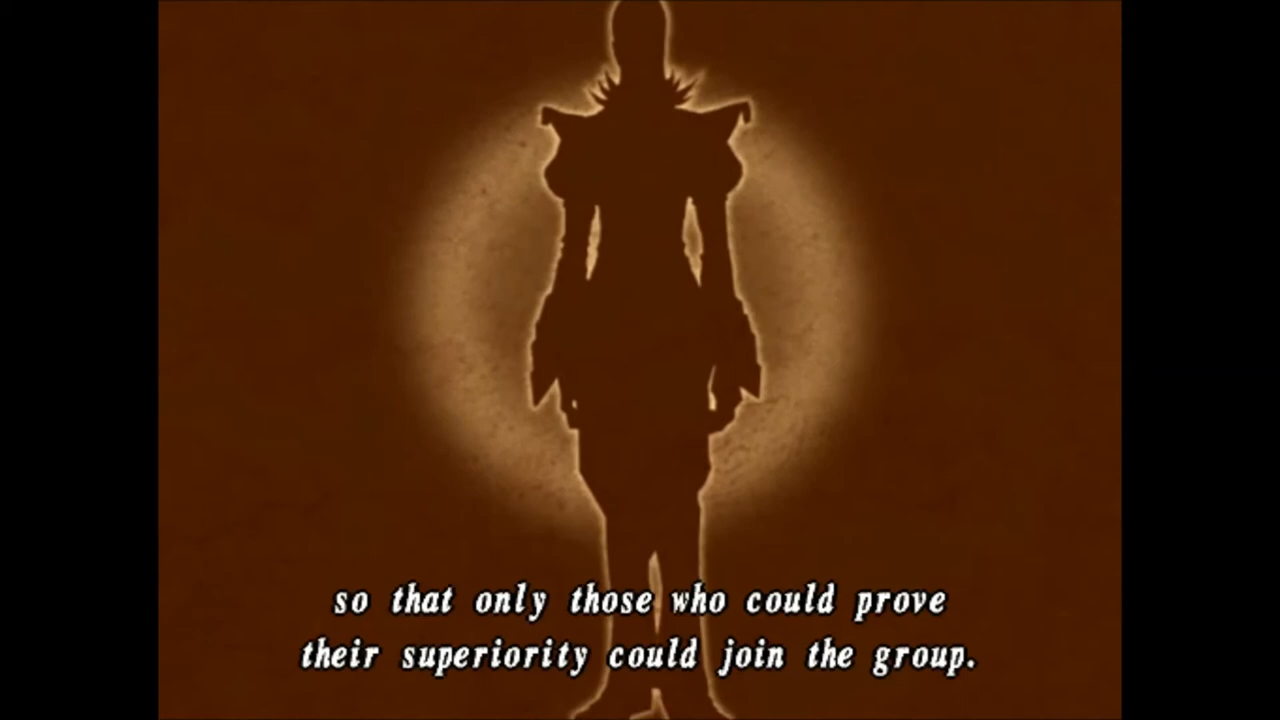 so that only those who could prove
their superiority could join the group.